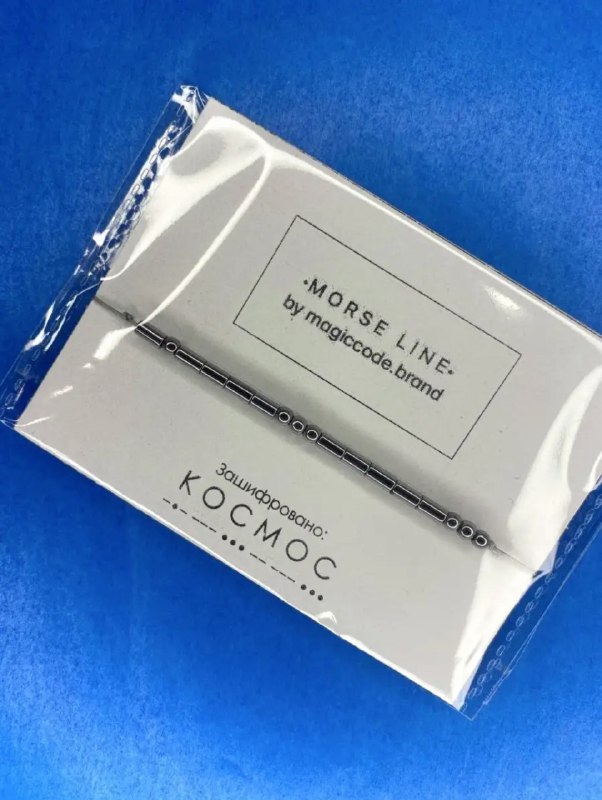 •MORSE LINE•
by magiccode.brand
Зашифровано:
КОСМОС
—•— ——— ••• —— ——— •••